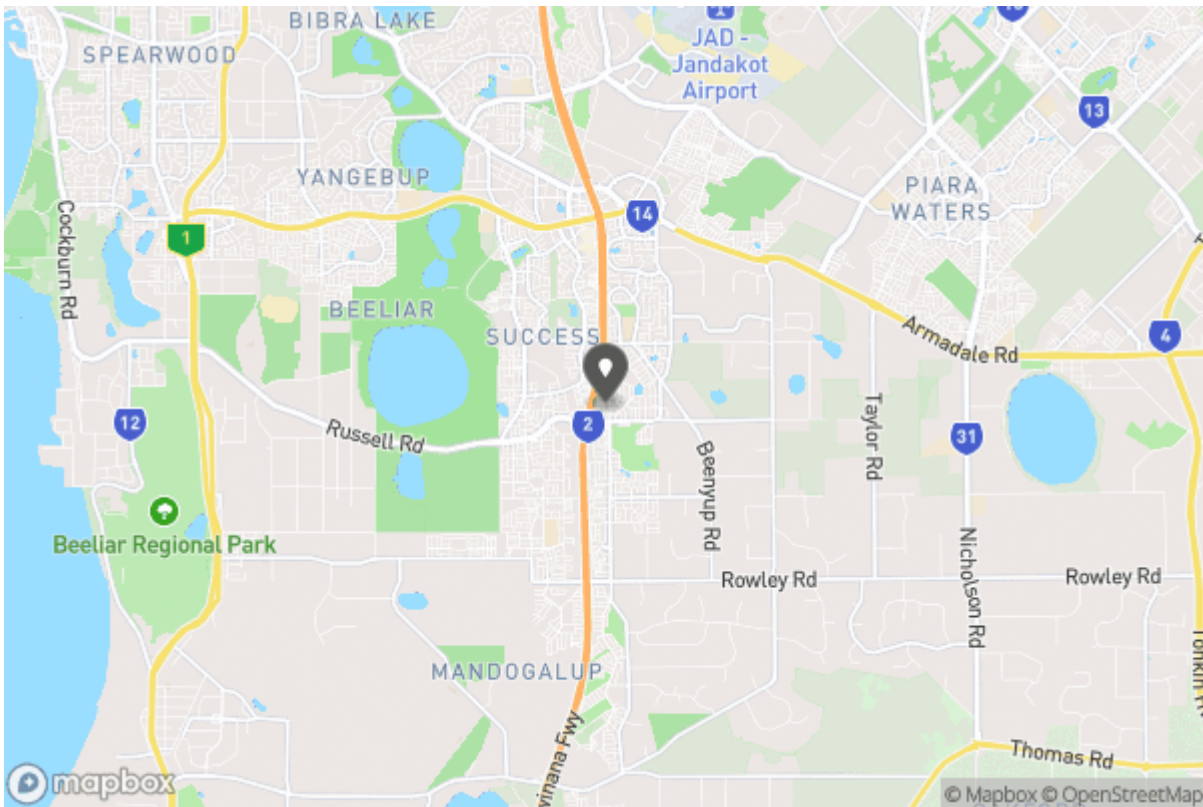 BIBRA LAKE
SPEARWOOD
JAD -
Jandakot
Airport
13
YANGEBUP
PIARA
WATERS
14
1
Cockburn Rd
BEELIAR
SUCCESS
Armadale Rd
4
12
Russell Rd
2
Beenyup Rd
Taylor Rd
31
Beeliar Regional Park
Nicholson Rd
Rowley Rd
Rowley Rd
MANDOGALUP
Thomas Rd
mapbox
© Mapbox © OpenStreetMap